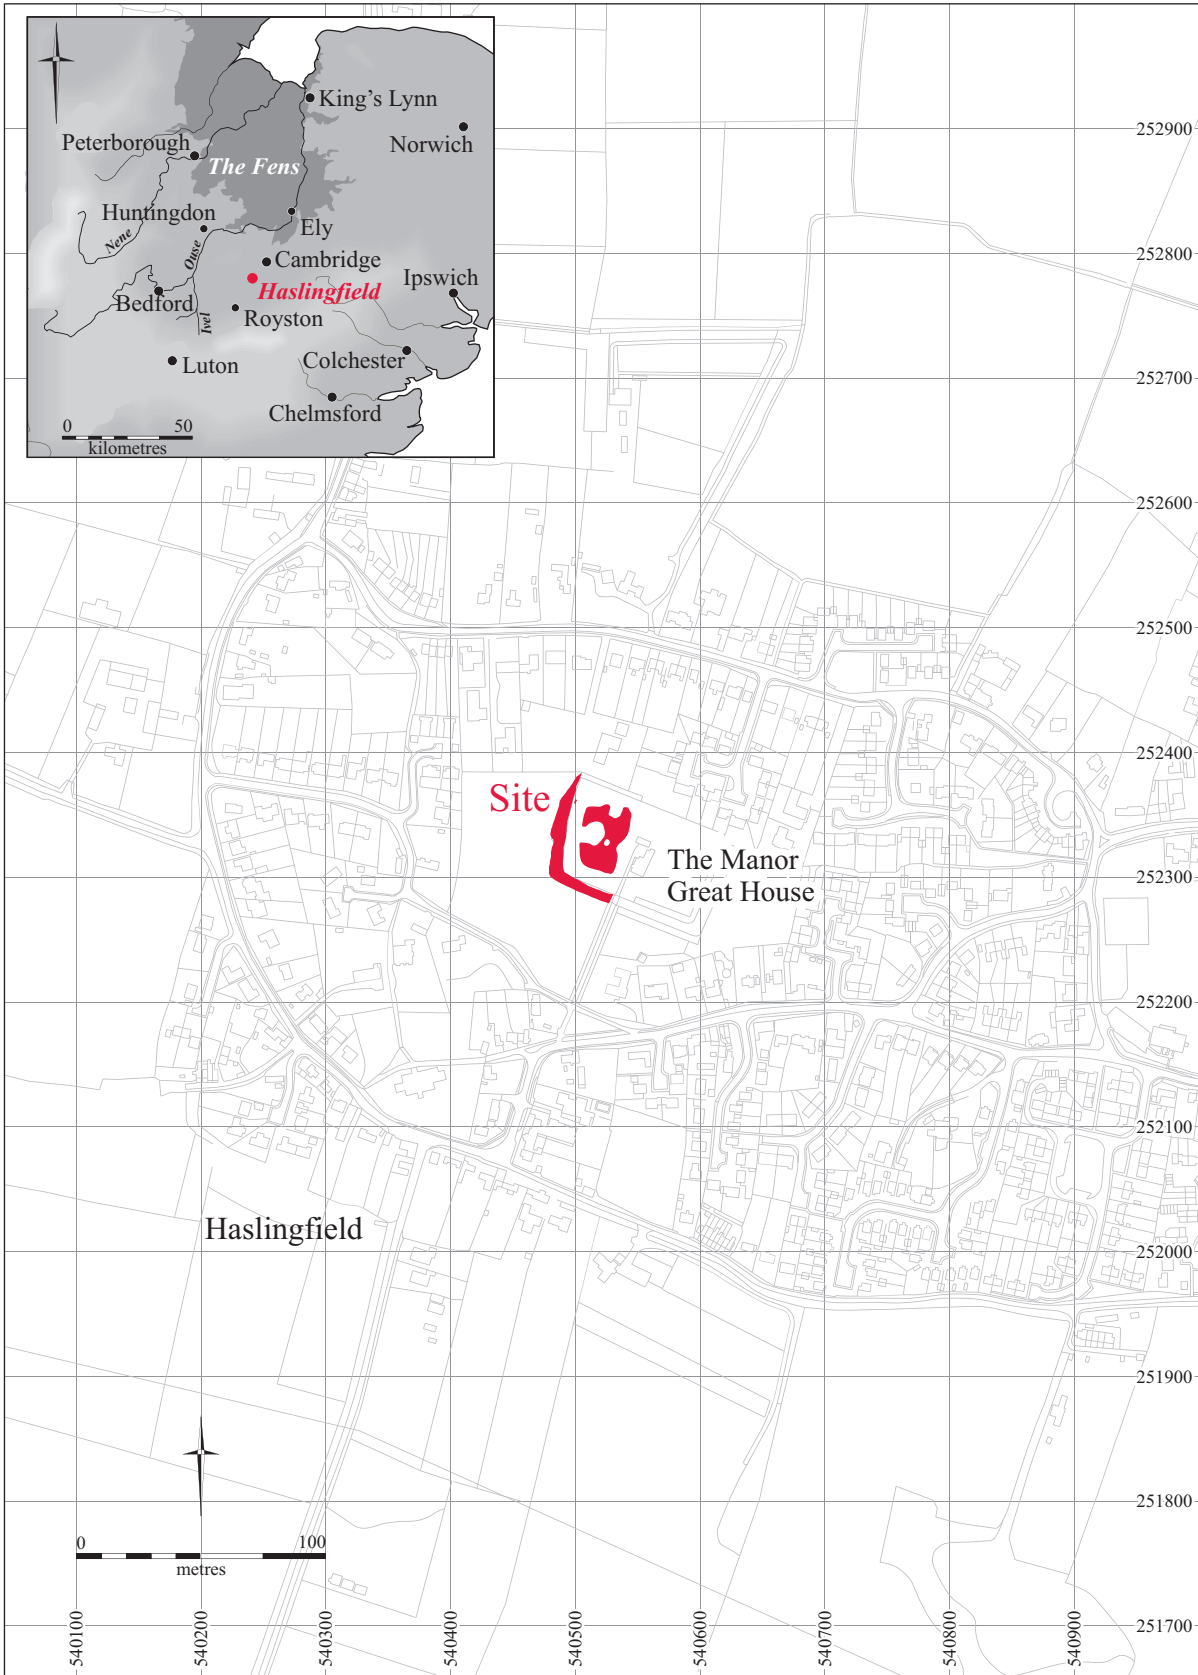 King's Lynn
Norwich
Peterborough
The Fens
Huntingdon
Nene
Ouse
Ely
Cambridge
Haslingfield
Ipswich
Bedford
Ivel
Royston
Luton
Colchester
Chelmsford
0 50
kilometres
252900
252800
252700
252600
252500
252400
Site
The Manor
Great House
252300
252200
252100
Haslingfield
252000
251900
251800
0 100
metres
251700
540100
540200
540300
540400
540500
540600
540700
540800
540900